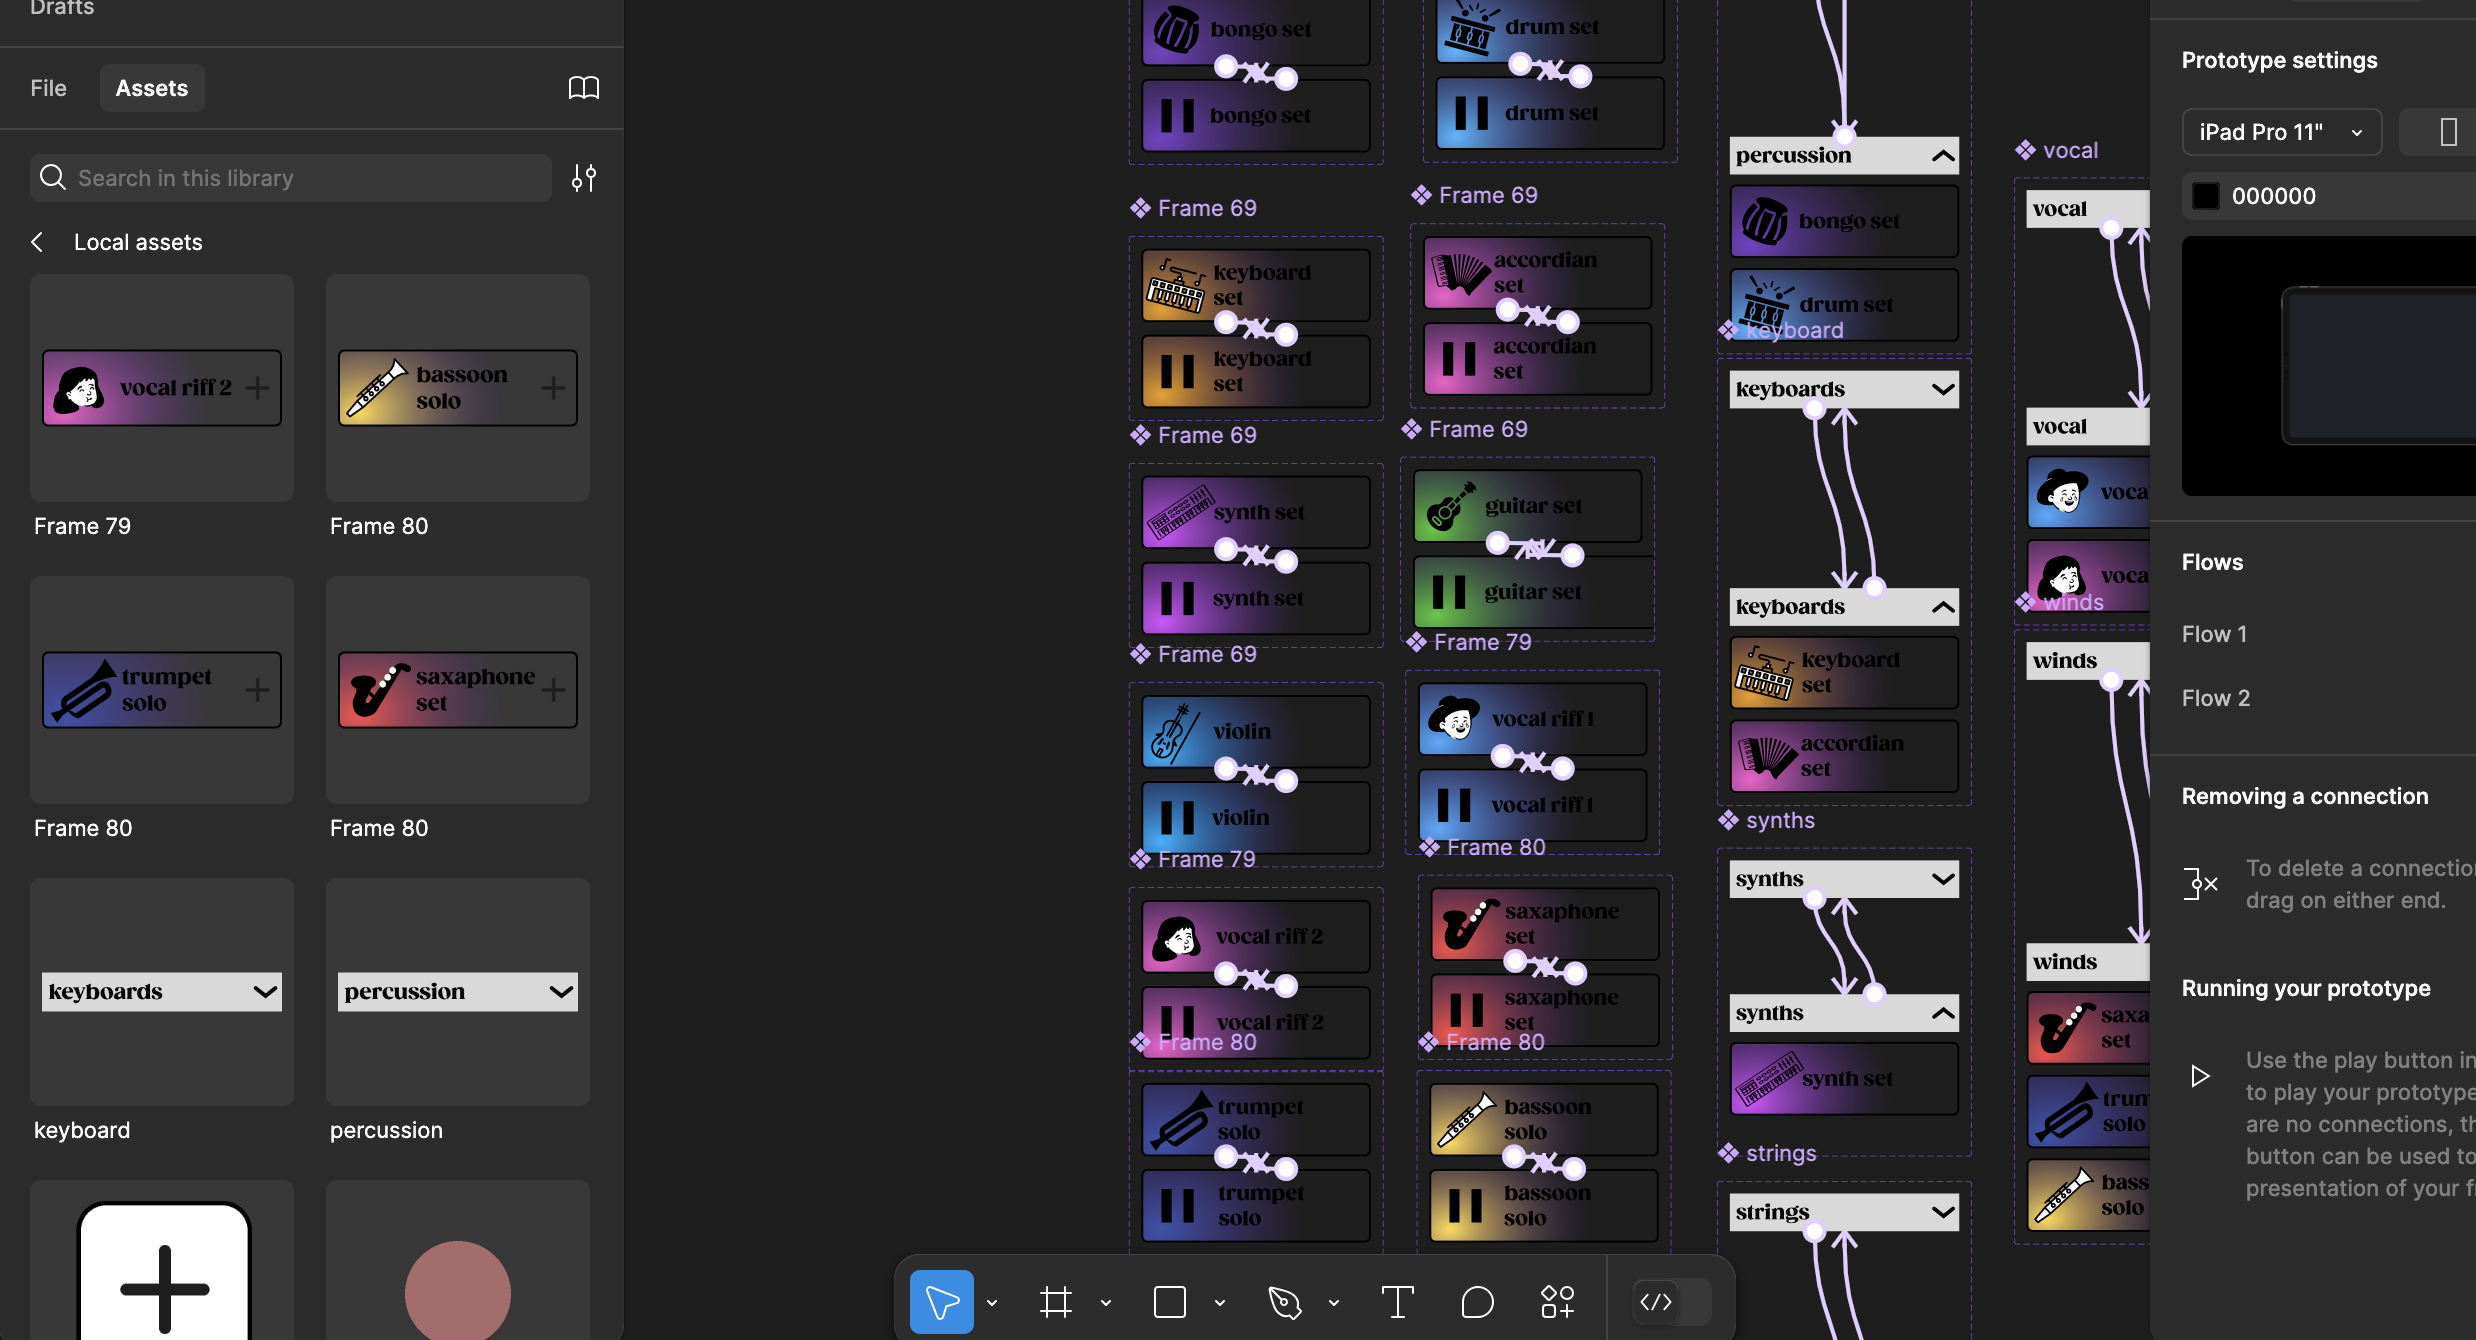 Drafts
File
Assets
Search in this library
Local assets
vocal riff 2
bassoon
solo
Frame 79
Frame 80
trumpet
solo
saxaphone
set
Frame 80
Frame 80
keyboards
percussion
keyboard
percussion
bongo set
bongo set
Frame 69
keyboard
set
keyboard
set
Frame 69
synth set
synth set
Frame 69
violin
violin
Frame 79
vocal riff 2
vocal riff 2
Frame 80
trumpet
solo
trumpet
solo
drum set
drum set
Frame 69
accordian
set
accordian
set
Frame 69
guitar set
guitar set
Frame 79
vocal riff 1
vocal riff 1
Frame 80
saxaphone
set
saxaphone
set
Frame 80
bassoon
solo
bassoon
solo
percussion
bongo set
drum set
keyboard
keyboards
keyboards
keyboard
set
accordian
set
synths
synths
synths
synth set
strings
strings
vocal
vocal
vocal
voca
voca
winds
winds
winds
saxa
set
trum
solo
bass
solo
Prototype settings
iPad Pro 11"
000000
Flows
Flow 1
Flow 2
Removing a connection
To delete a connection
drag on either end.
Running your prototype
Use the play button in
to play your prototype
are no connections, th
button can be used to
presentation of your f